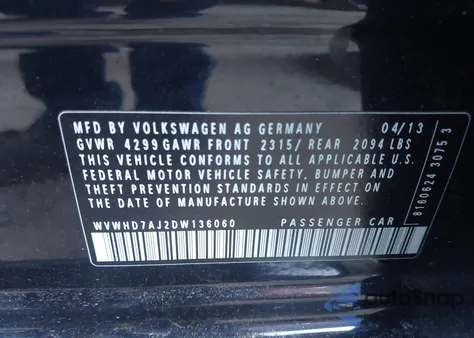 MFD BY VOLKSWAGEN AG GERMANY 04/13
GVWR 4299 GAWR FRONT 2315/ REAR 2094 LBS
THIS VEHICLE CONFORMS TO ALL APPLICABLE U.S.
FEDERAL MOTOR VEHICLE SAFETY, BUMPER AND
THEFT PREVENTION STANDARDS IN EFFECT ON
THE DATE OF MANUFACTURE SHOWN ABOVE.
WVWHD7AJ2DW136060 PASSENGER CAR
8160624 3075 3
autoSnap